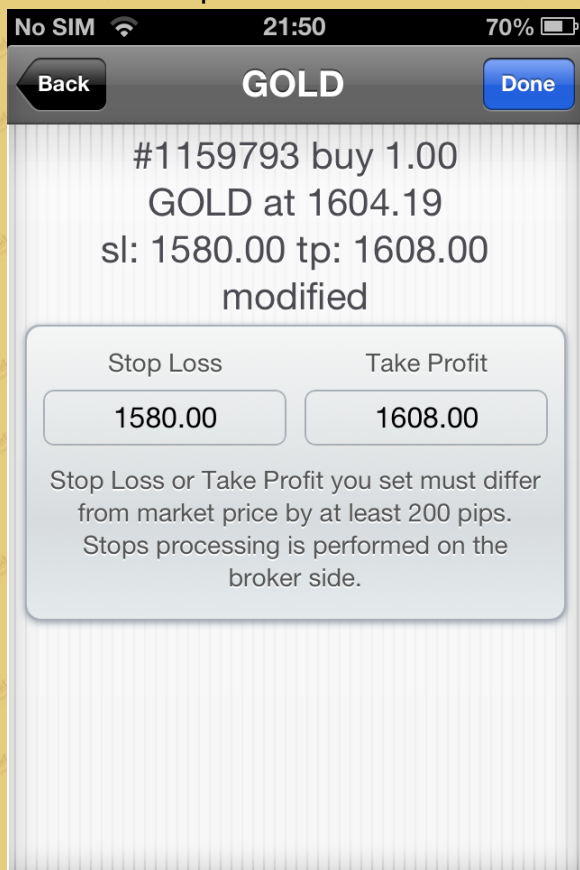 No SIM 21:50 70%
Back GOLD Done
#1159793 buy 1.00
GOLD at 1604.19
sl: 1580.00 tp: 1608.00
modified
Stop Loss Take Profit
1580.00 1608.00
Stop Loss or Take Profit you set must differ
from market price by at least 200 pips.
Stops processing is performed on the
broker side.